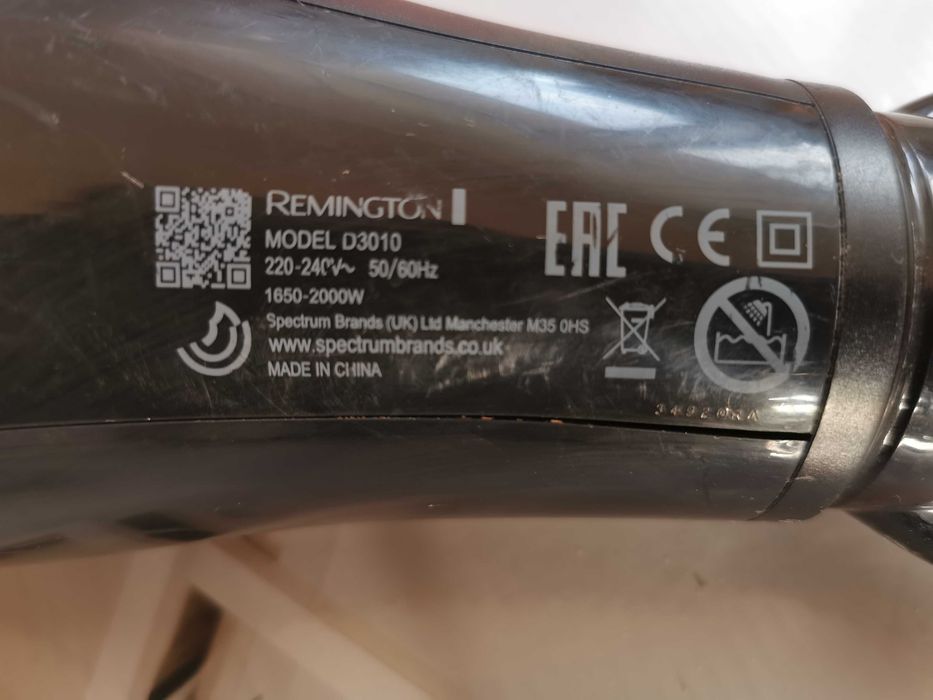 REMINGTON
MODEL D3010
220-240V~ 50/60Hz
1650-2000W
Spectrum Brands (UK) Ltd Manchester M35 0HS
www.spectrumbrands.co.uk
MADE IN CHINA
EAC CE
34920KA